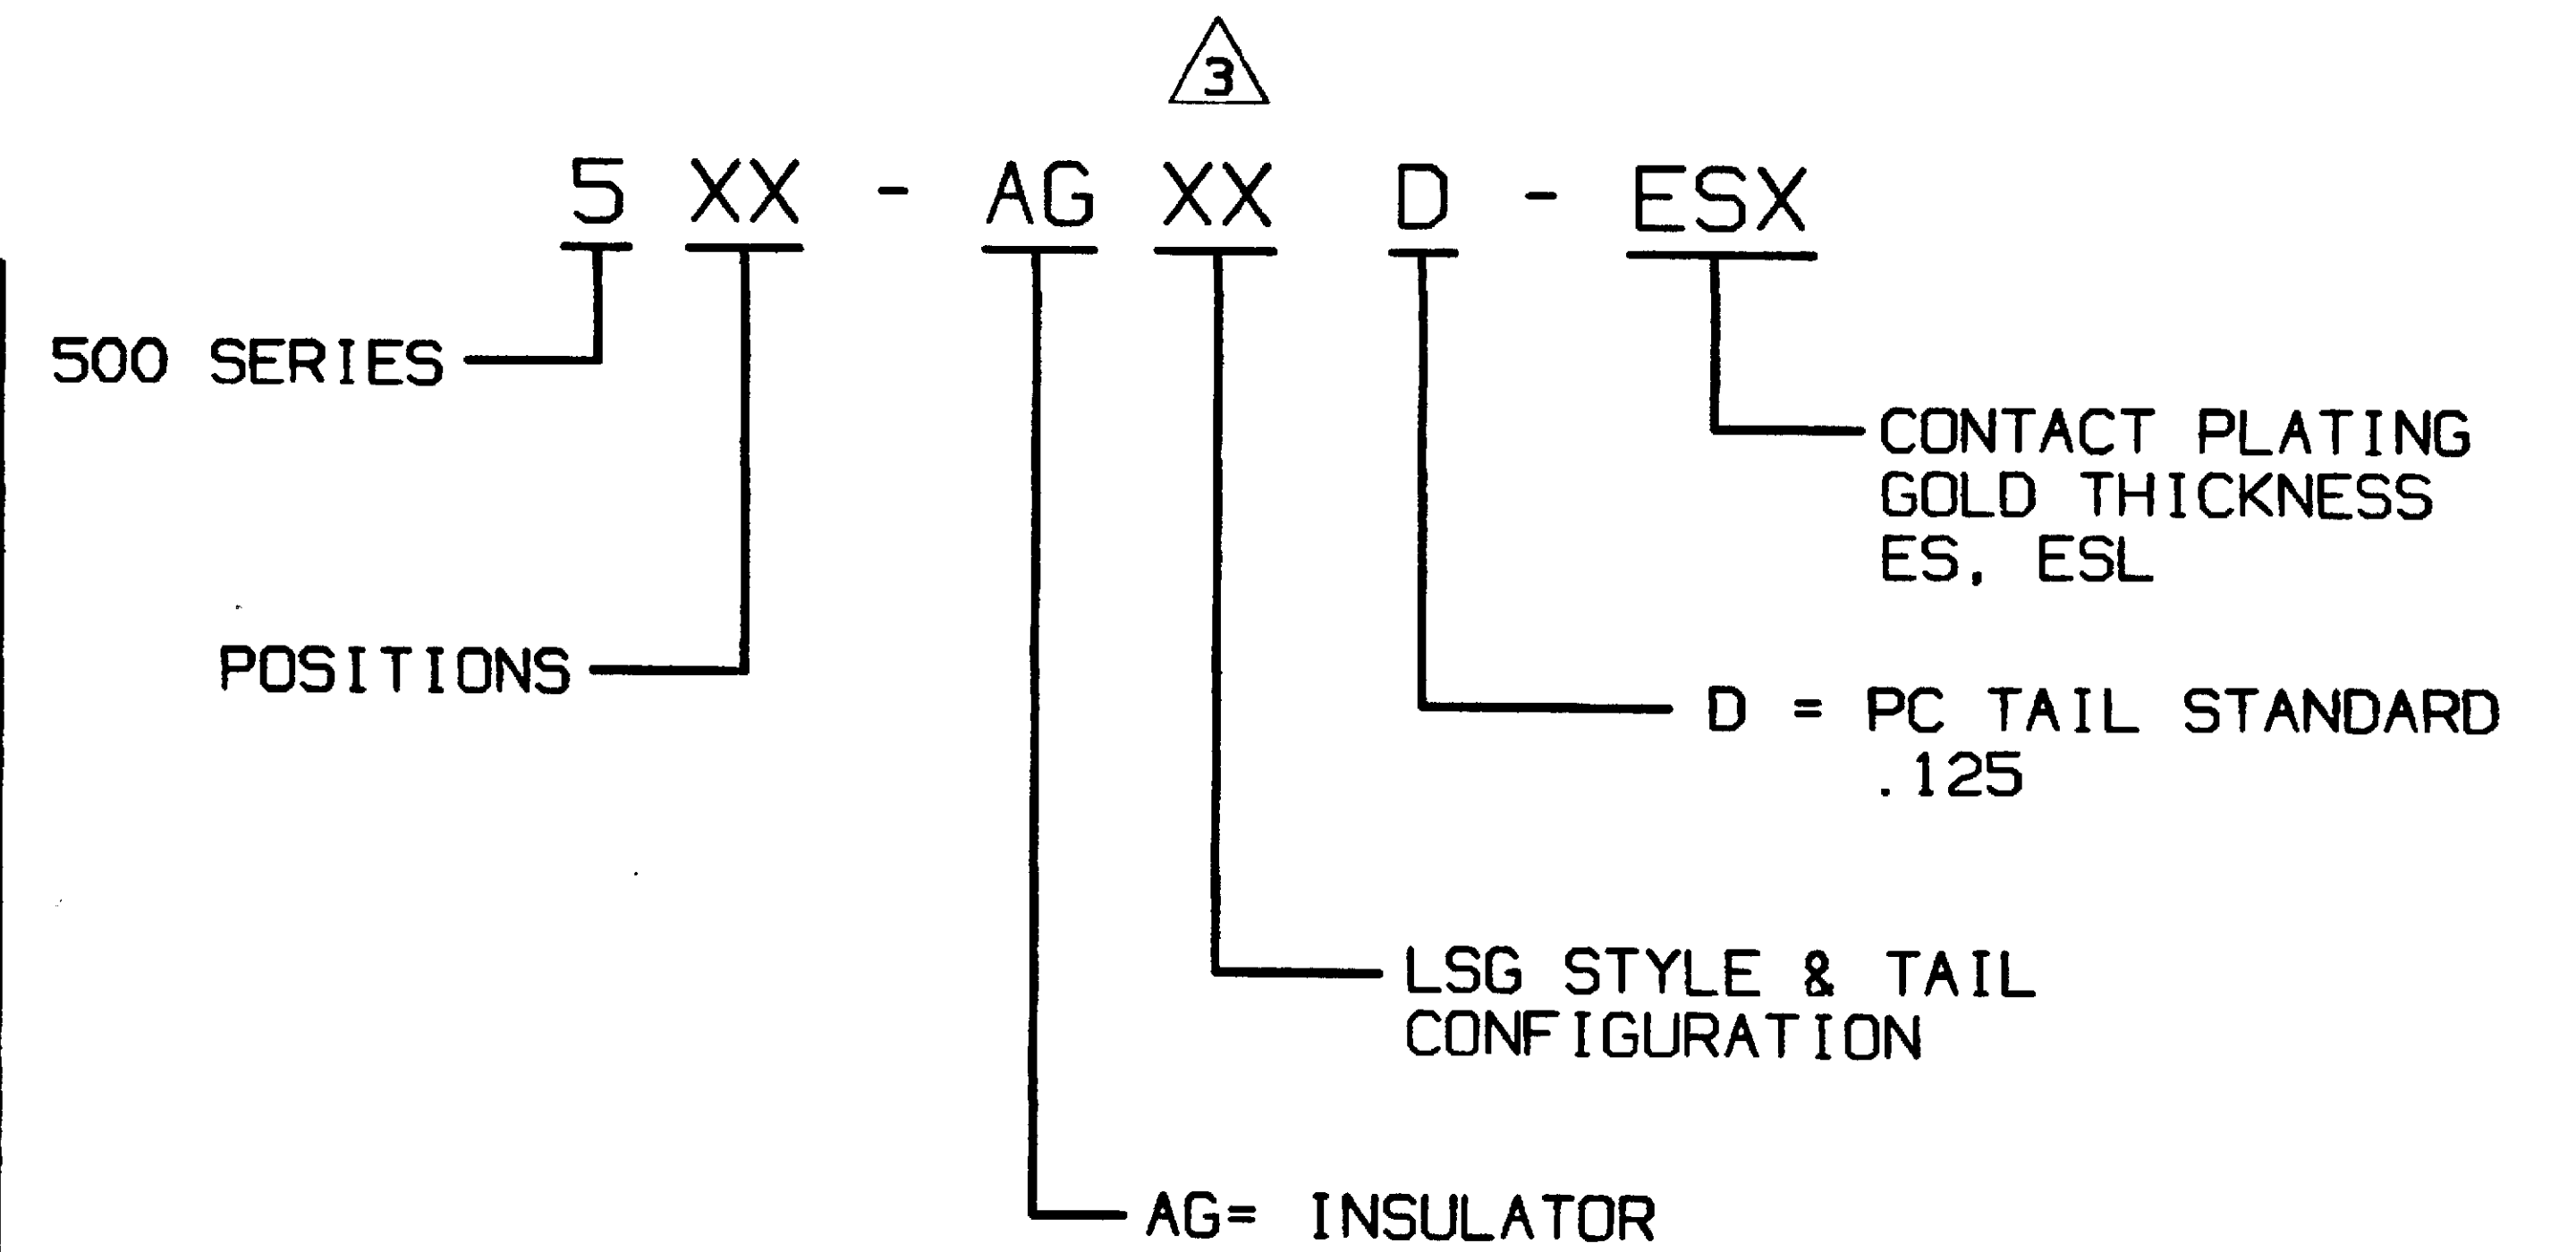 3
5 XX - AG XX D - ESX
500 SERIES
CONTACT PLATING
GOLD THICKNESS
ES, ESL
POSITIONS
D = PC TAIL STANDARD
.125
LSG STYLE & TAIL
CONFIGURATION
AG= INSULATOR